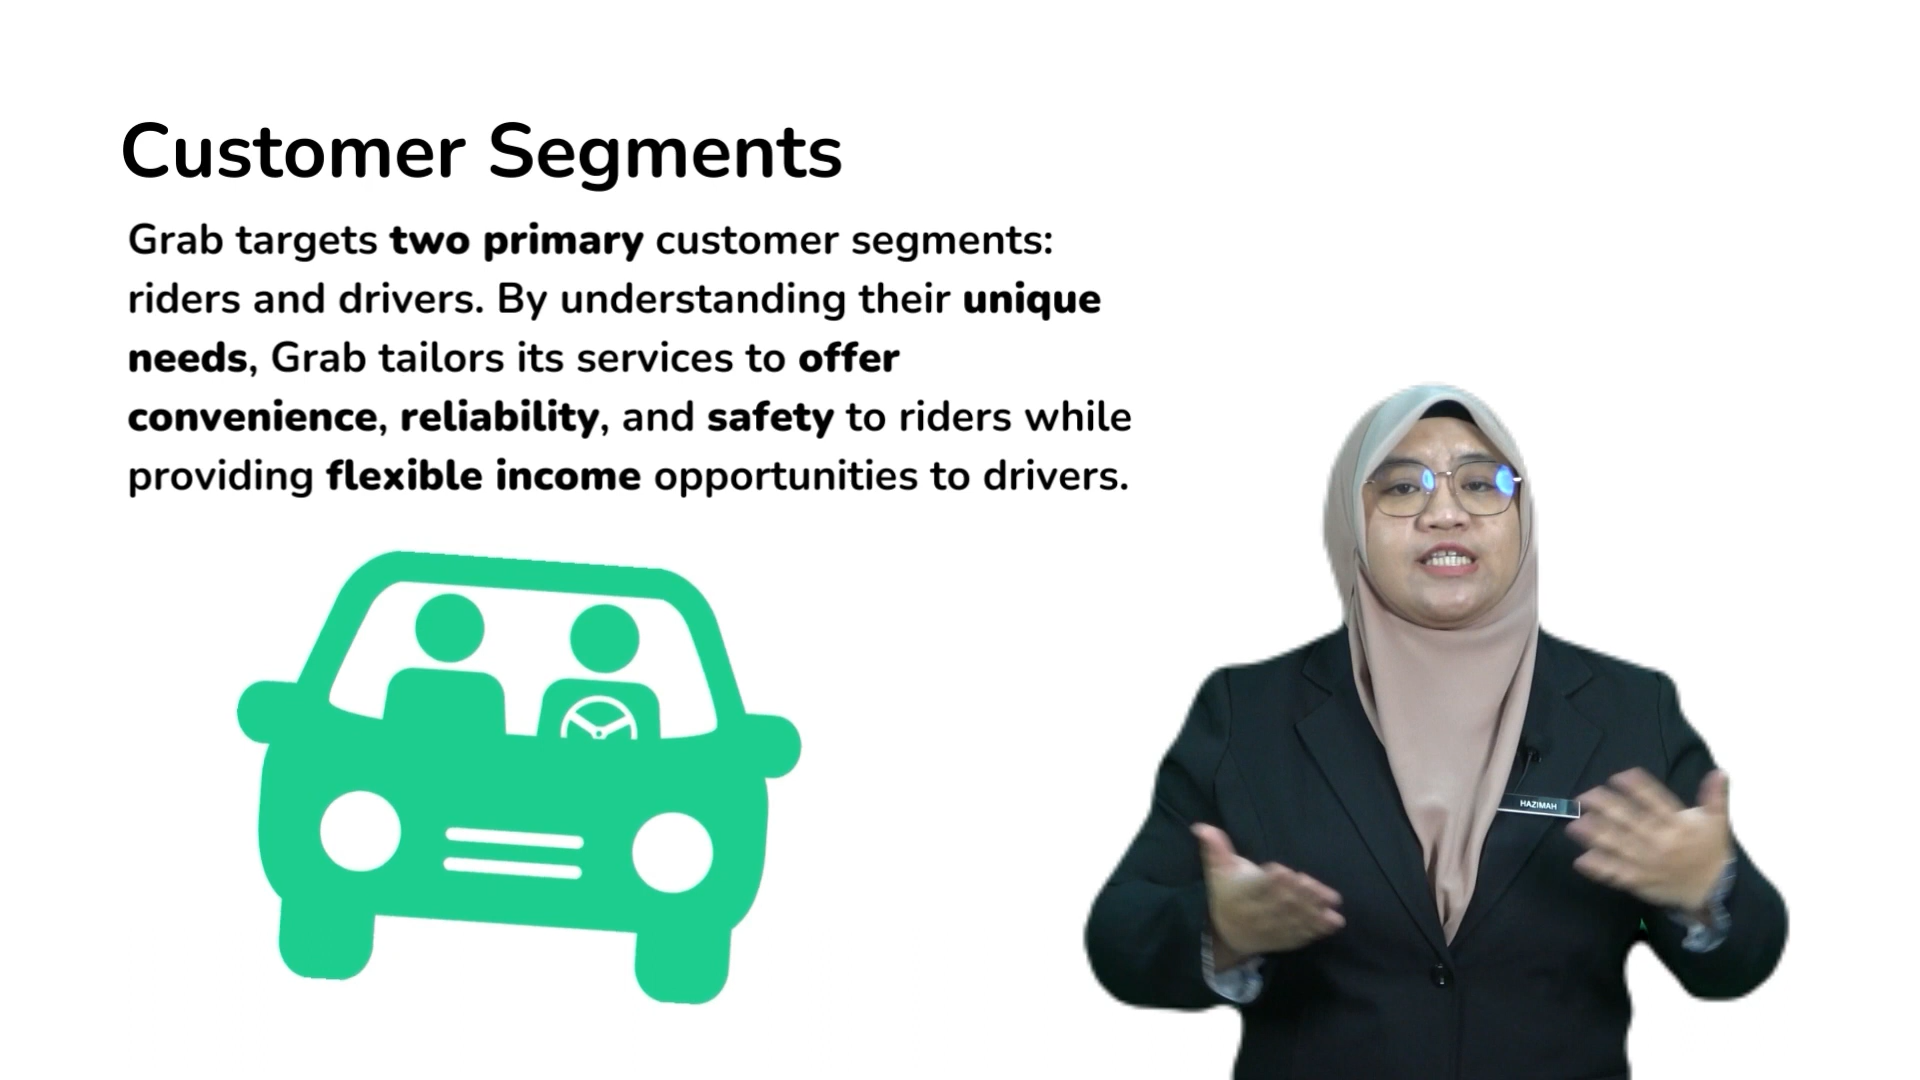 Customer Segments
Grab targets two primary customer segments:
riders and drivers. By understanding their unique
needs, Grab tailors its services to offer
convenience, reliability, and safety to riders while
providing flexible income opportunities to drivers.
HAZIMAH